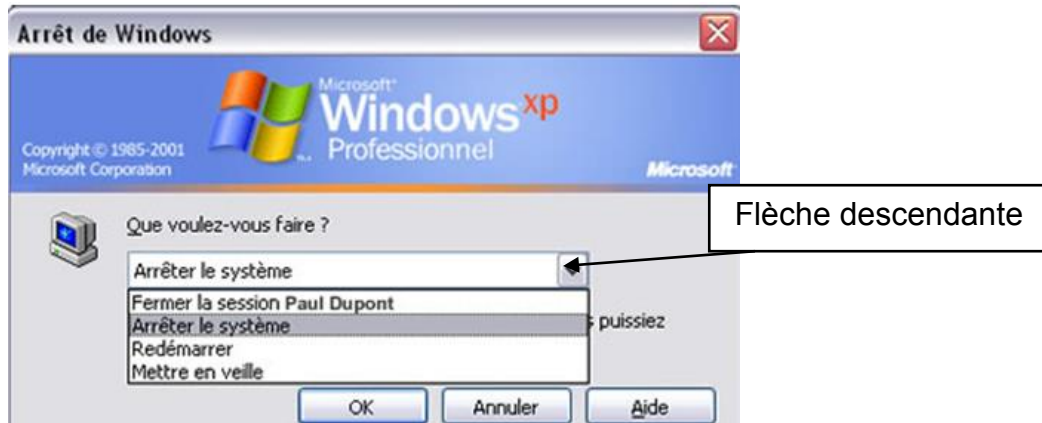 Arrêt de Windows
Microsoft
Windows xp
Professionnel
Copyright © 1985-2001
Microsoft Corporation
Microsoft
Flèche descendante
Que voulez-vous faire ?
Arrêter le système
Fermer la session Paul Dupont
Arrêter le système
puissiez
Redémarrer
Mettre en veille
OK Annuler Aide